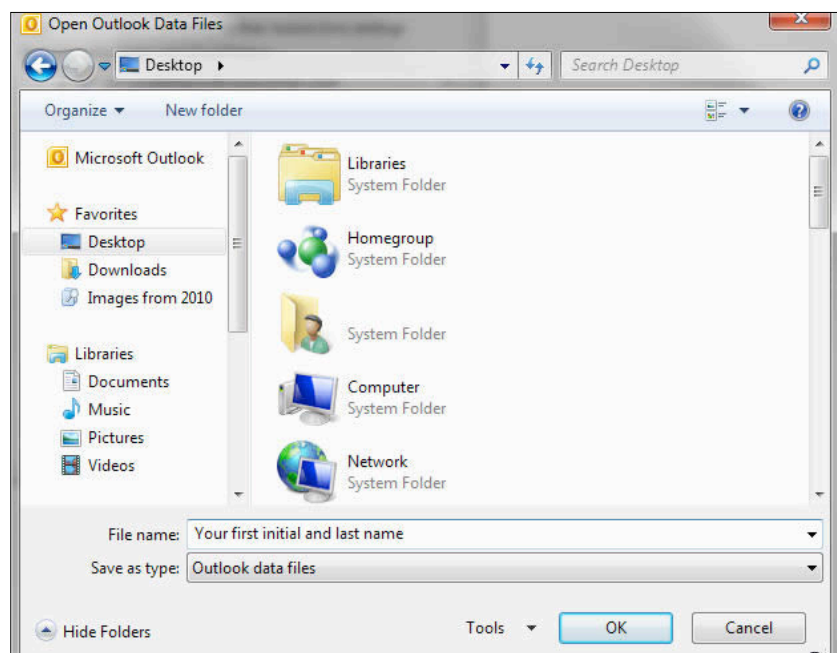 Open Outlook Data Files
Desktop
Search Desktop
Organize
New folder
Microsoft Outlook
Favorites
Desktop
Downloads
Images from 2010
Libraries
Documents
Music
Pictures
Videos
Libraries
System Folder
Homegroup
System Folder
System Folder
Computer
System Folder
Network
System Folder
File name: Your first initial and last name
Save as type: Outlook data files
Hide Folders
Tools
OK
Cancel